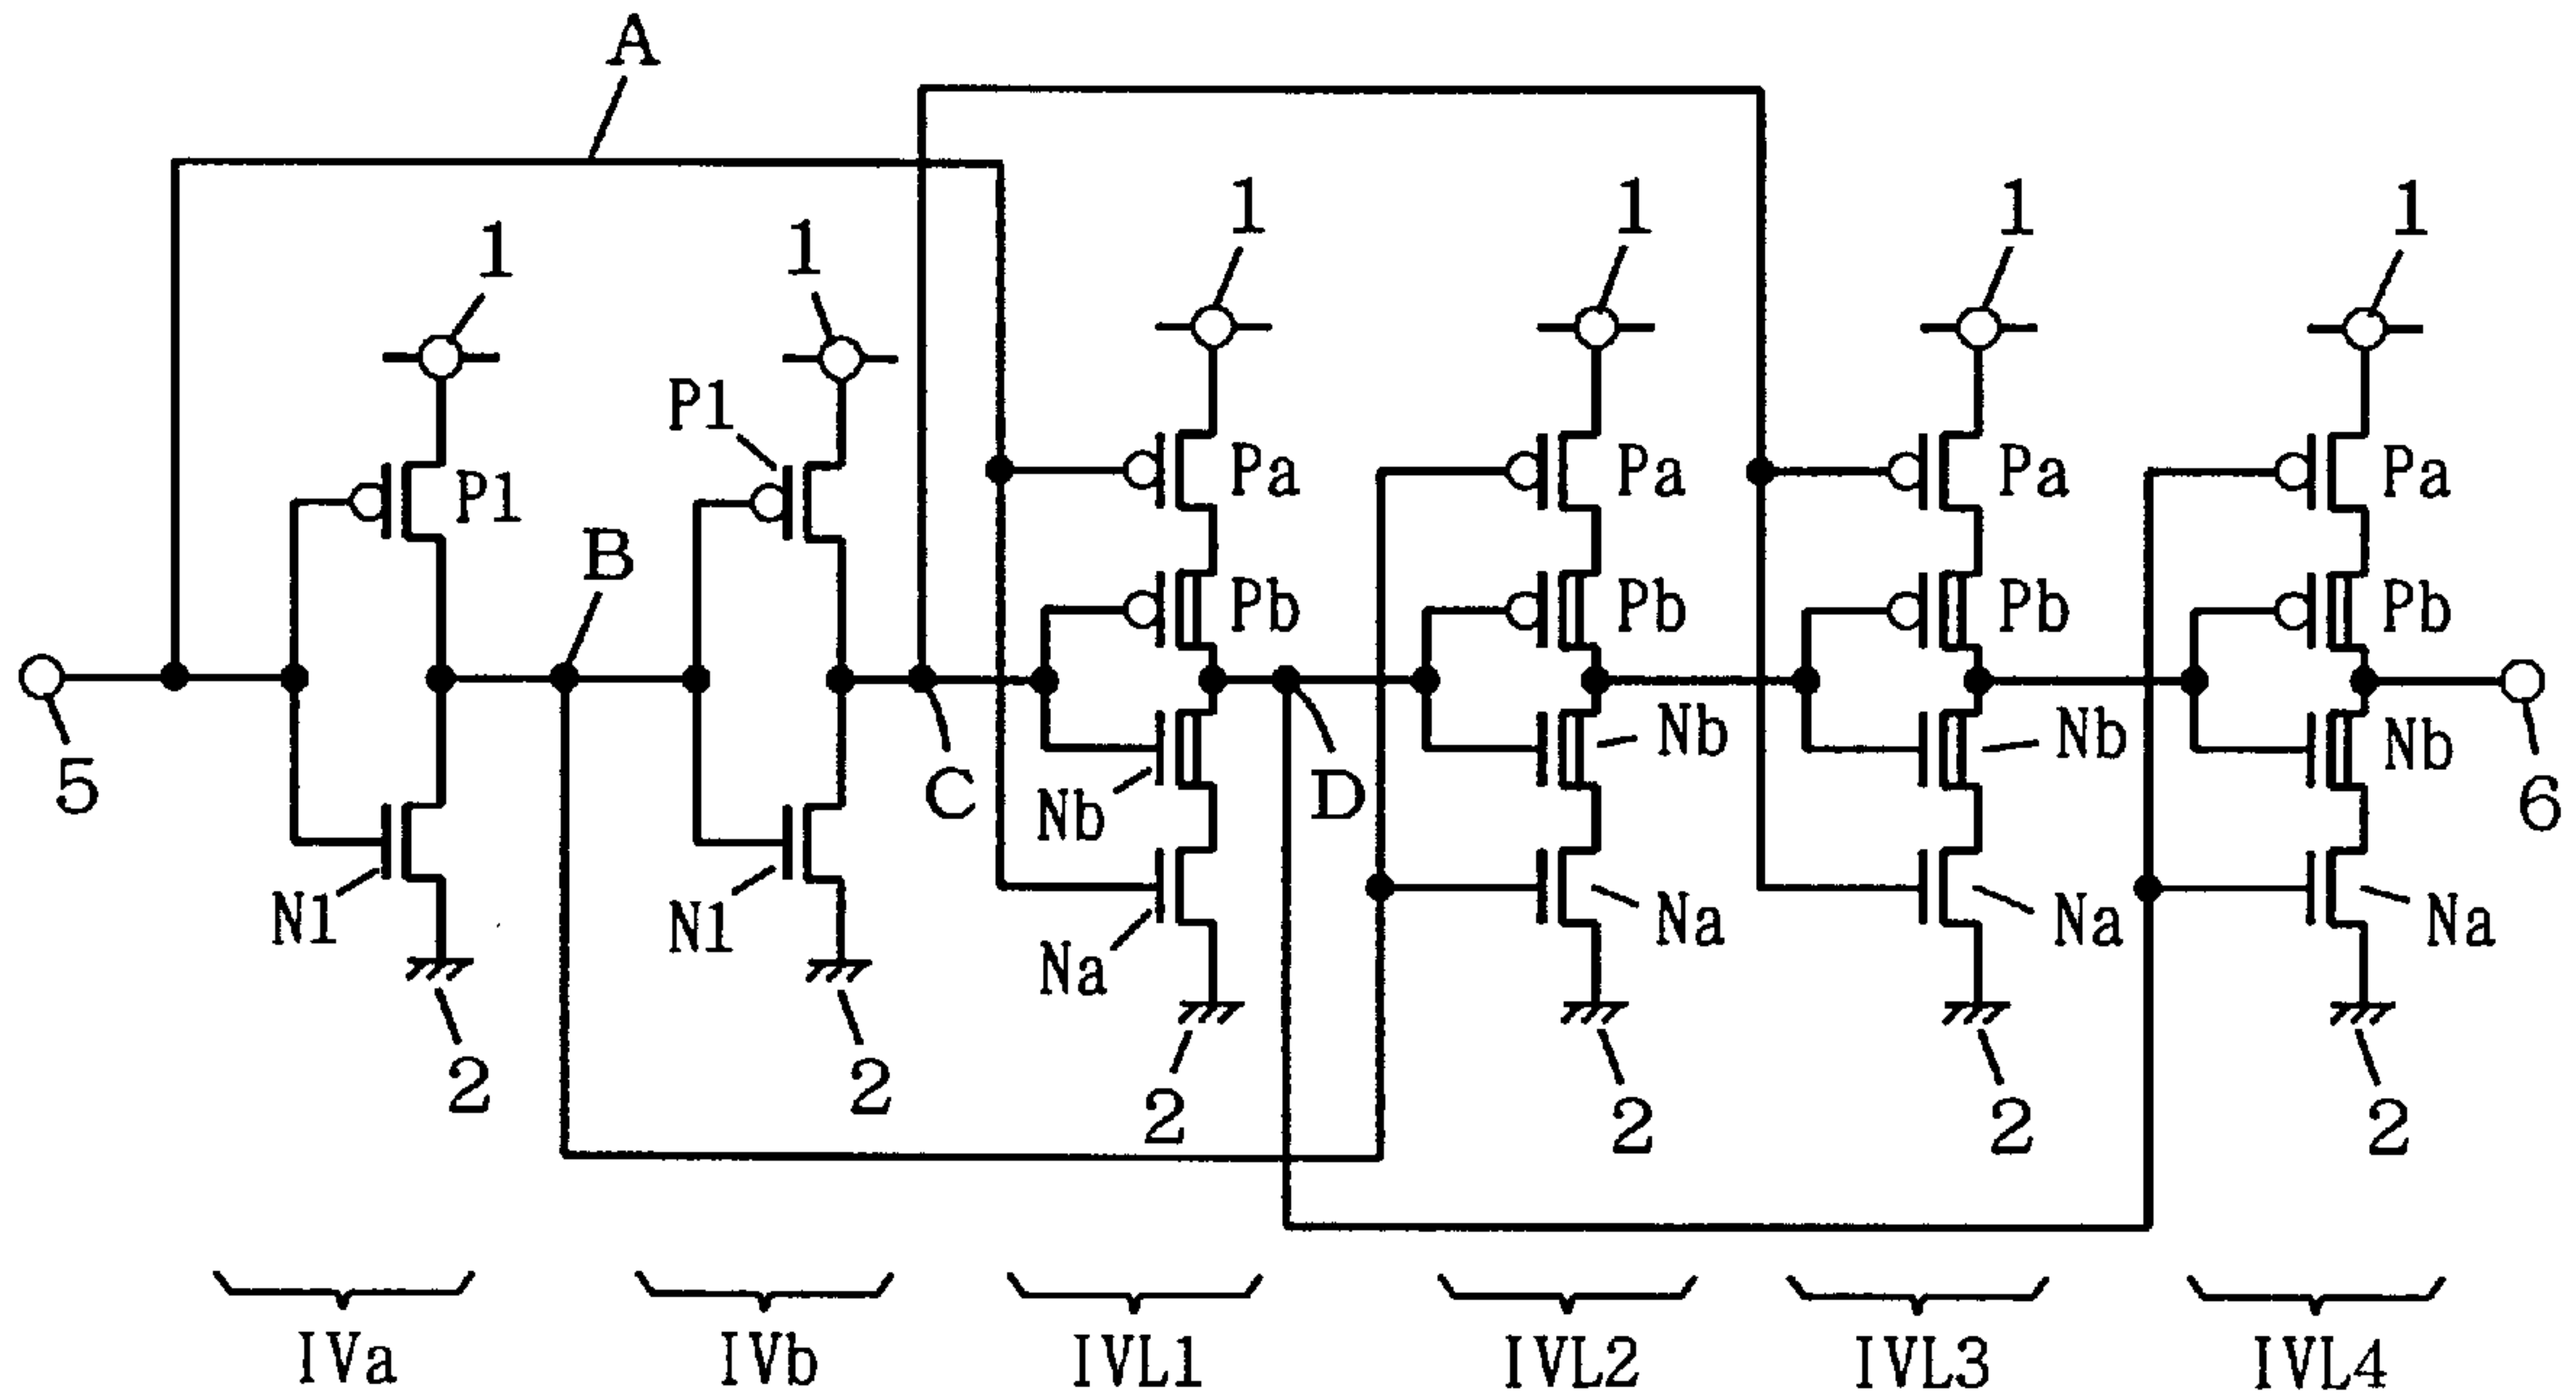 A
1 1 1 1 1 1
P1 P1 Pa Pa Pa Pa
B Pb Pb Pb Pb
5 C Nb D Nb Nb Nb 6
N1 N1 Na Na Na Na
2 2 2 2 2 2
IVa IVb IVL1 IVL2 IVL3 IVL4